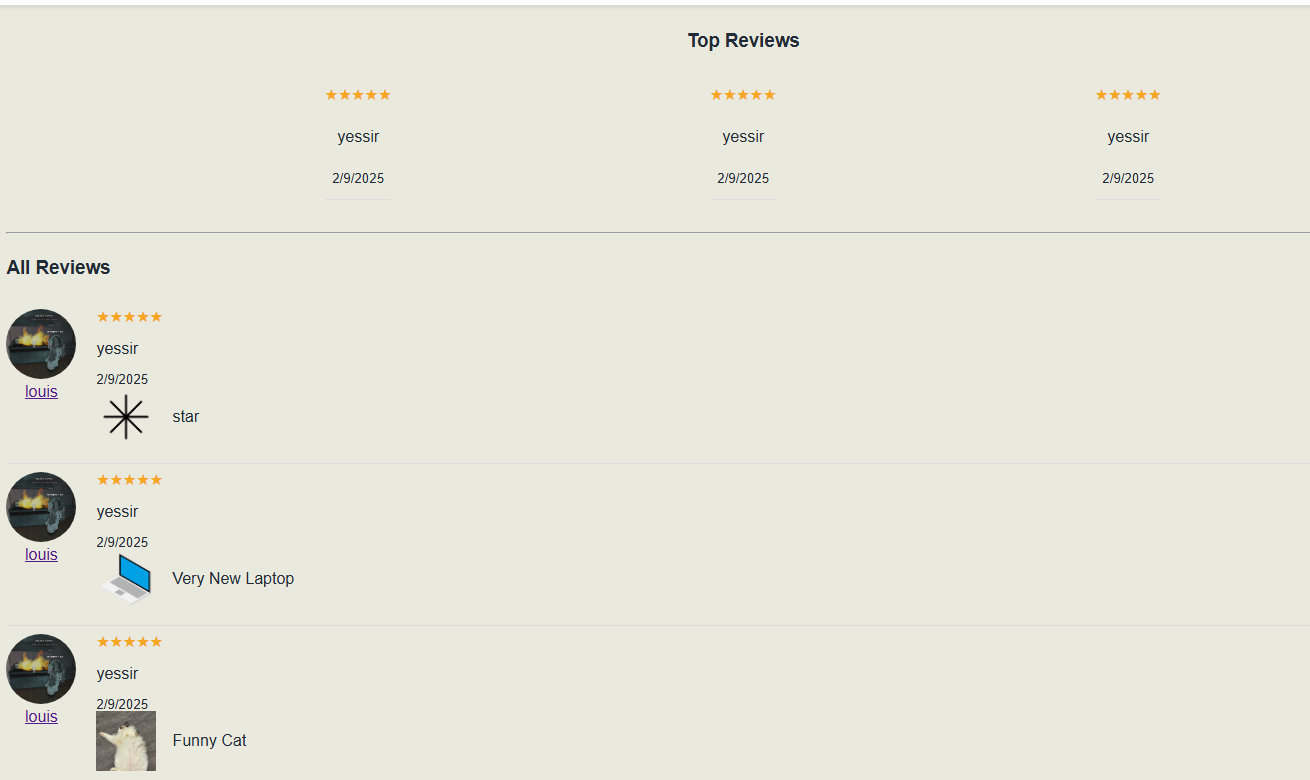 Top Reviews
★★★★★ ★★★★★ ★★★★★
yessir yessir yessir
2/9/2025 2/9/2025 2/9/2025
All Reviews
★★★★★
yessir
2/9/2025
louis
star
★★★★★
yessir
2/9/2025
louis
Very New Laptop
★★★★★
yessir
2/9/2025
louis
Funny Cat